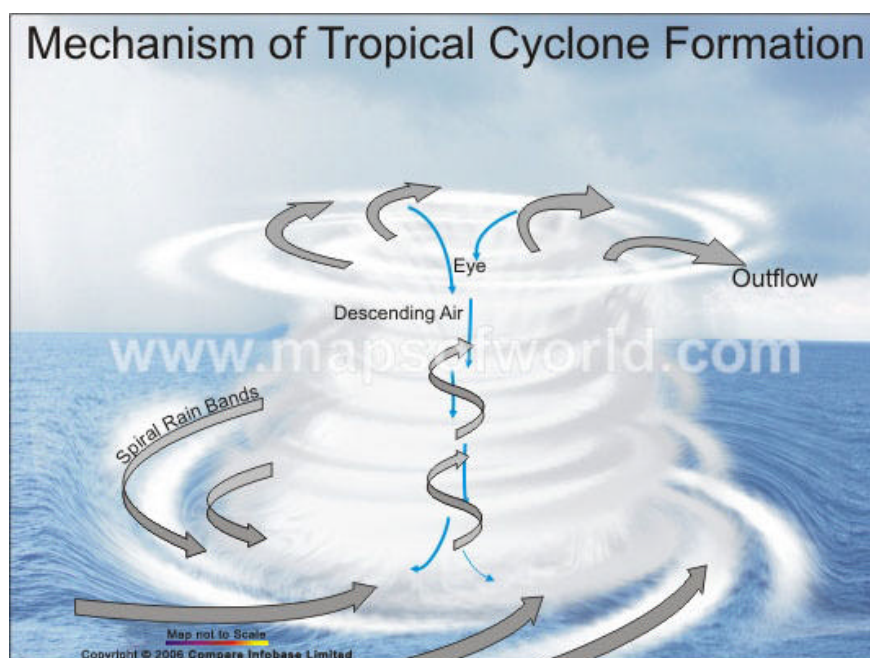 Mechanism of Tropical Cyclone Formation
Eye
Outflow
Descending Air
www.mapsofworld.com
Spiral Rain Bands
Map not to Scale
Copyright © 2006 Compare Infobase Limited